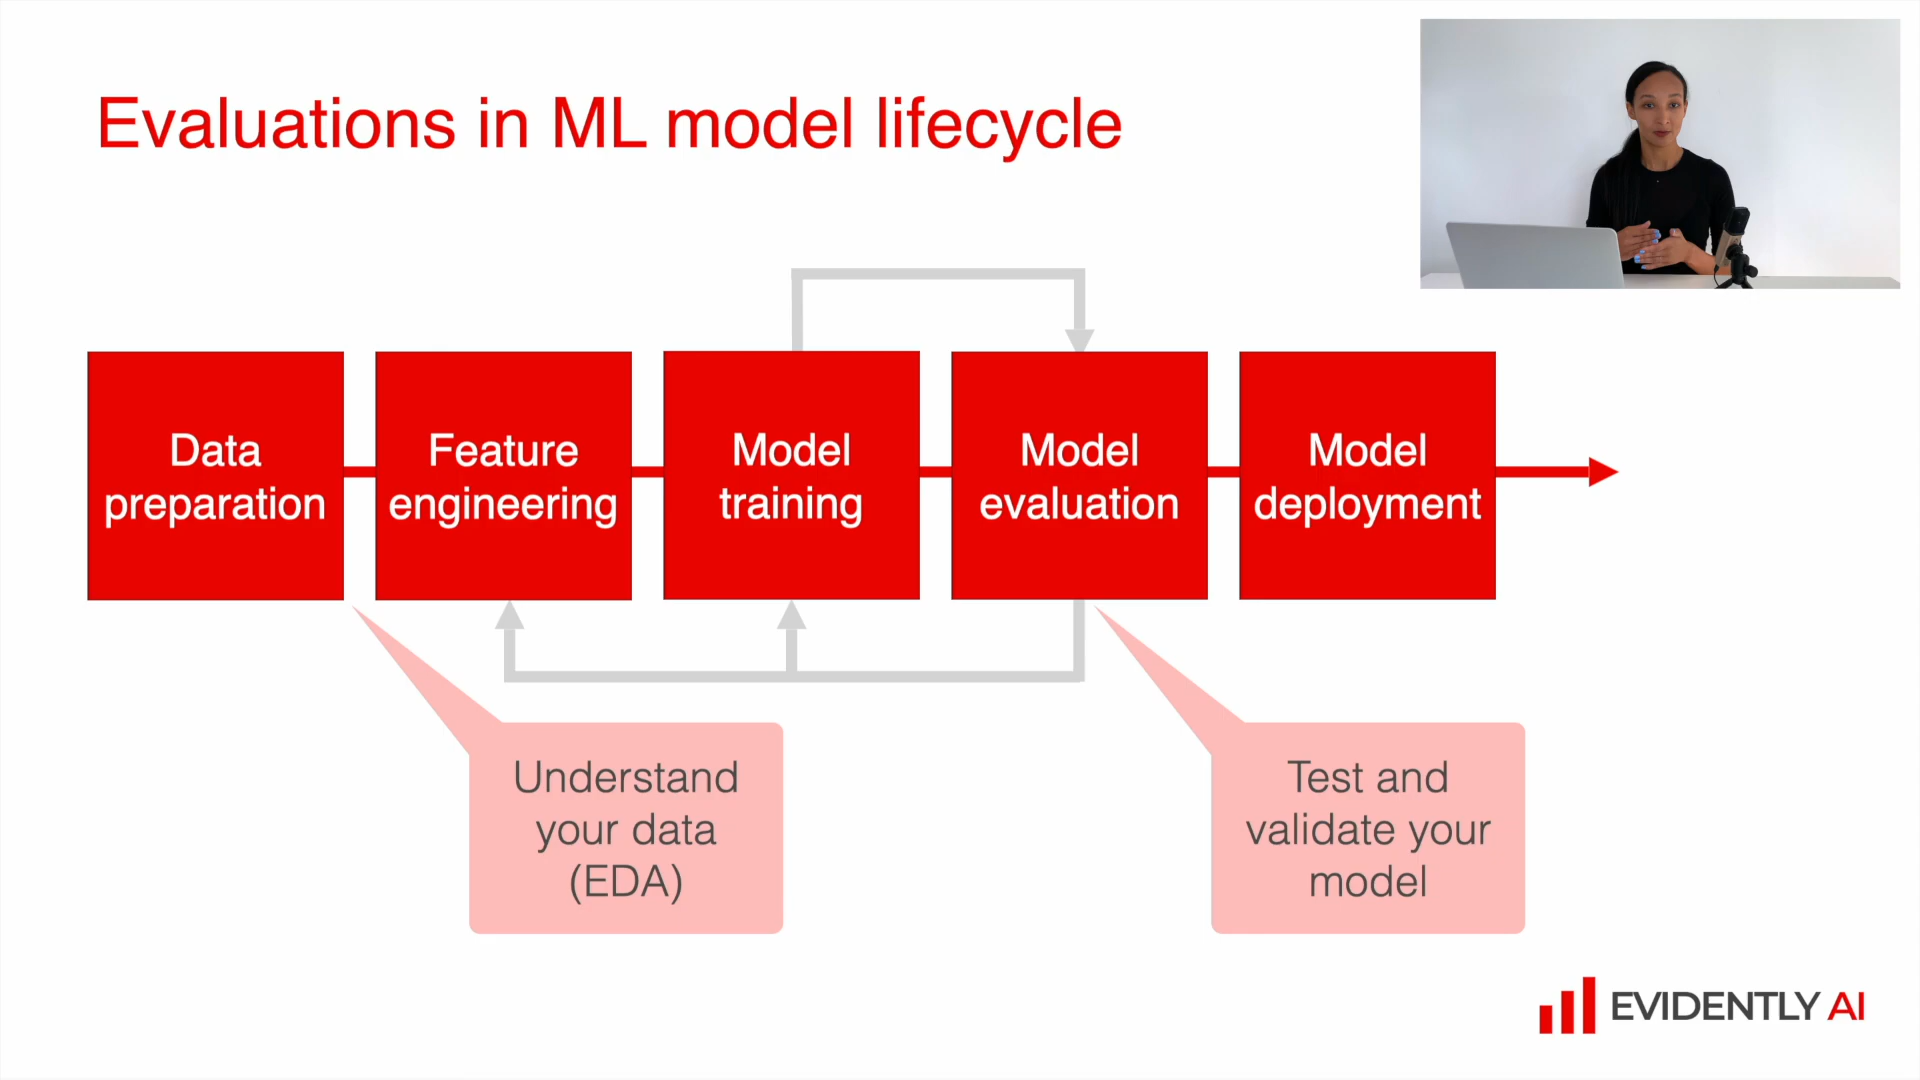 Evaluations in ML model lifecycle
Data
preparation
Feature
engineering
Model
training
Model
evaluation
Model
deployment
Understand
your data
(EDA)
Test and
validate your
model
EVIDENTLY AI